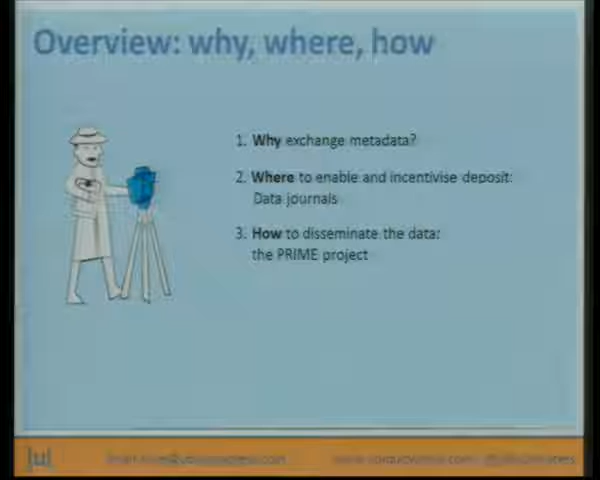 Overview: why, where, how
1. Why exchange metadata?
2. Where to enable and incentivise deposit:
Data journals
3. How to disseminate the data:
the PRIME project
|u|